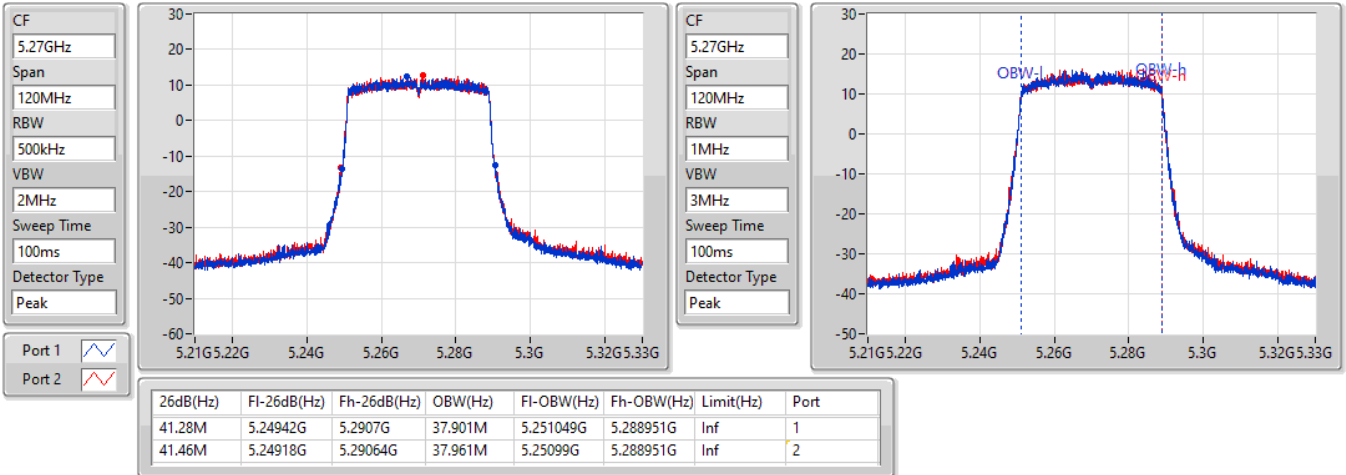 CF
5.27GHz
Span
120MHz
RBW
500kHz
VBW
2MHz
Sweep Time
100ms
Detector Type
Peak
Port 1
Port 2
30
20
10
0
-10
-20
-30
-40
-50
-60
5.21G 5.22G 5.24G 5.26G 5.28G 5.3G 5.32G 5.33G
CF
5.27GHz
Span
120MHz
RBW
1MHz
VBW
3MHz
Sweep Time
100ms
Detector Type
Peak
30
20
10
0
-10
-20
-30
-40
-50
OBW-l OBW-h
5.21G 5.22G 5.24G 5.26G 5.28G 5.3G 5.32G 5.33G
26dB(Hz) Fl-26dB(Hz) Fh-26dB(Hz) OBW(Hz) Fl-OBW(Hz) Fh-OBW(Hz) Limit(Hz) Port
41.28M 5.24942G 5.2907G 37.901M 5.251049G 5.288951G Inf 1
41.46M 5.24918G 5.29064G 37.961M 5.25099G 5.288951G Inf 2